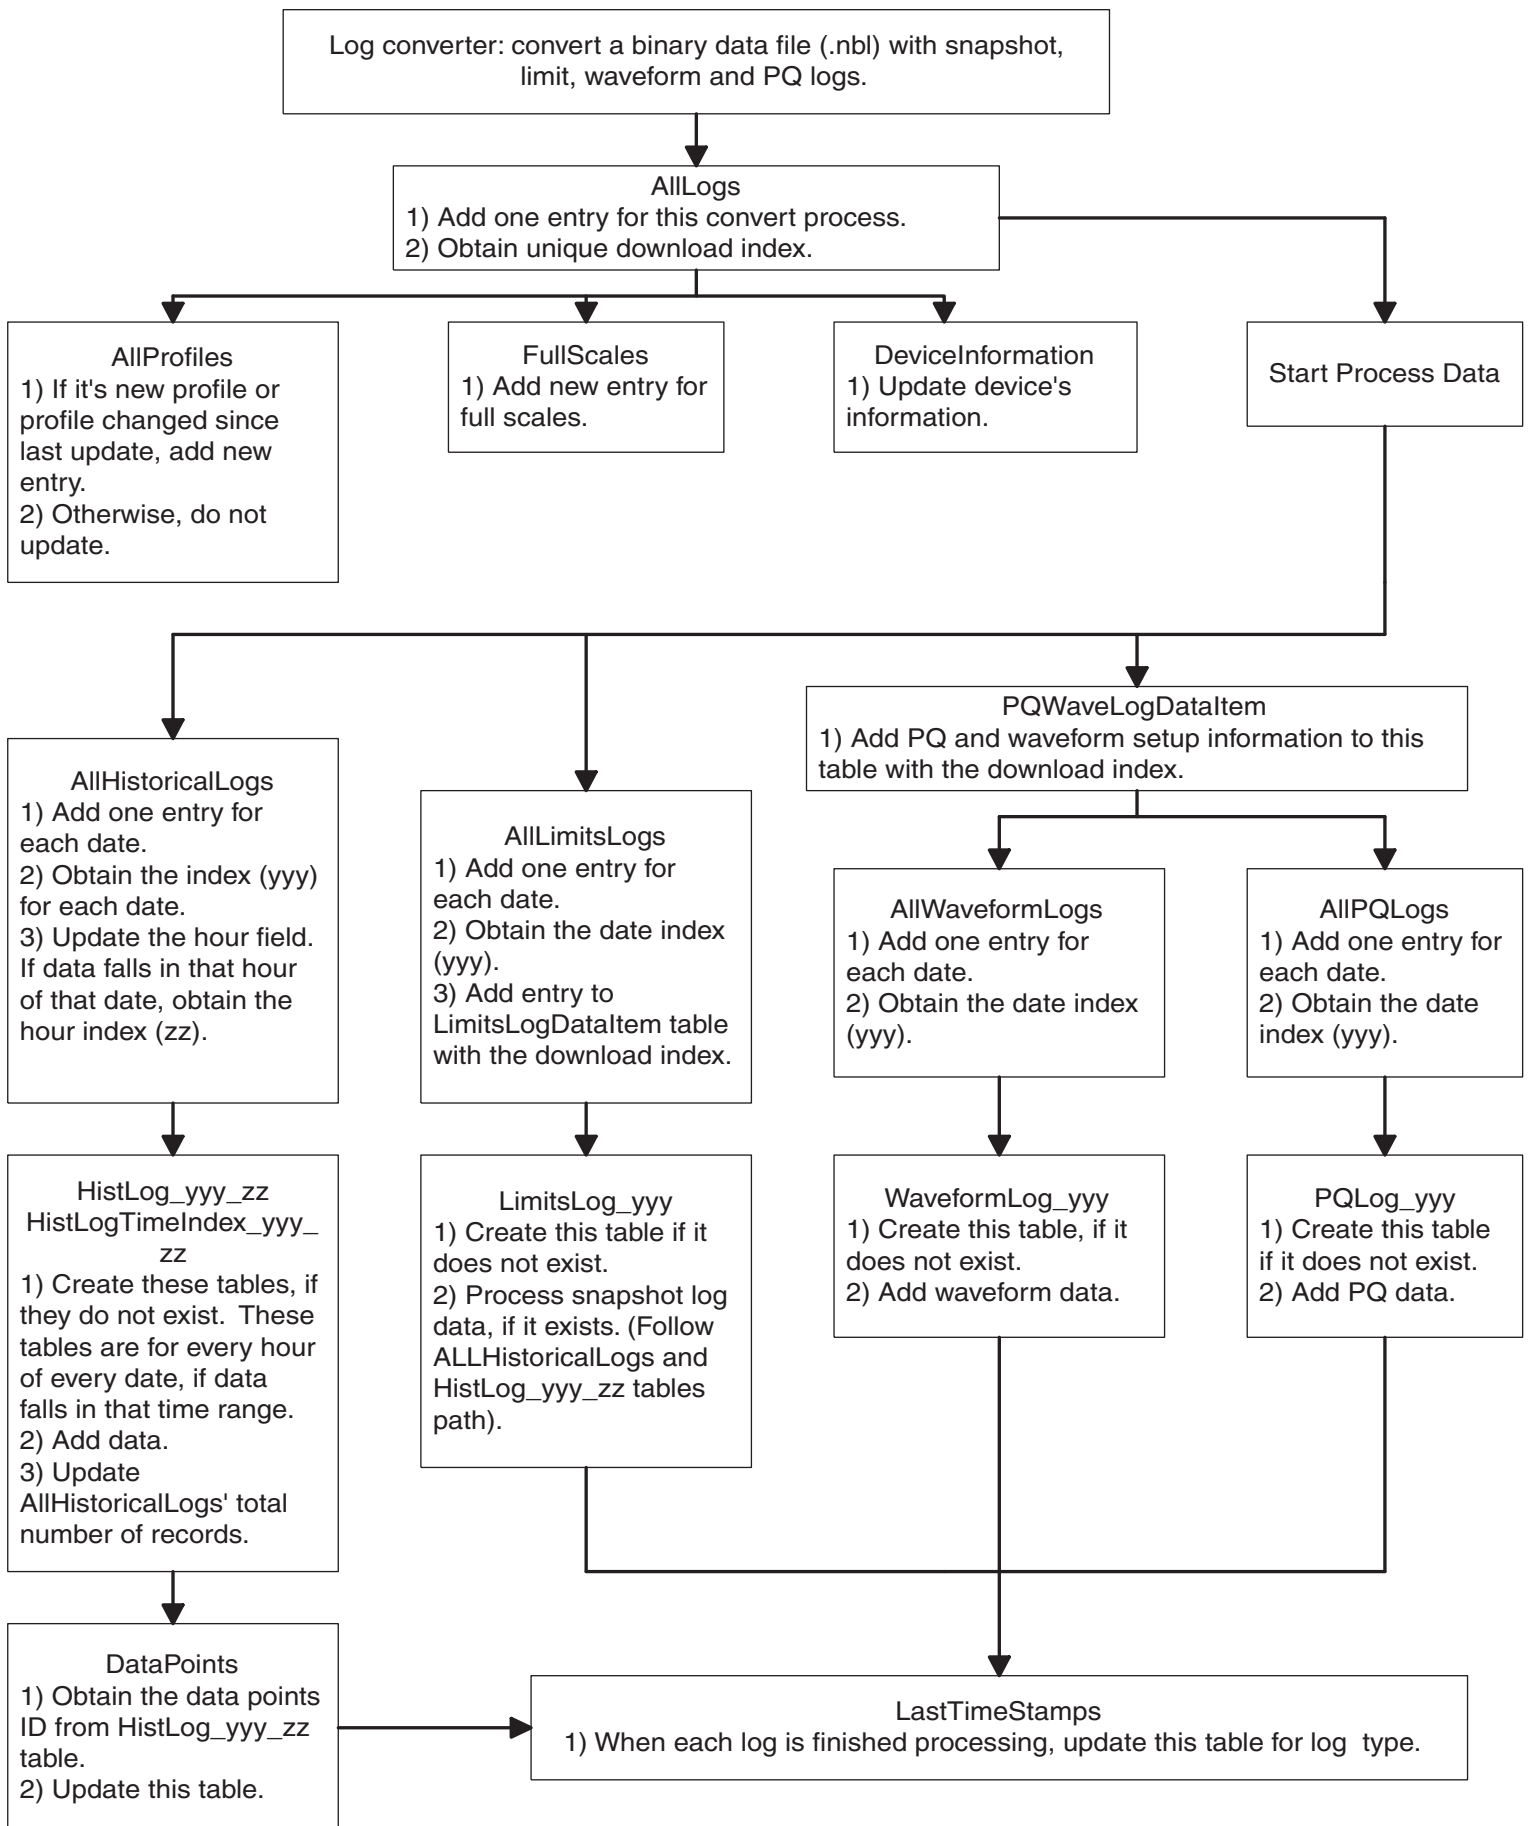 Log converter: convert a binary data file (.nbl) with snapshot,
limit, waveform and PQ logs.
AllLogs
1) Add one entry for this convert process.
2) Obtain unique download index.
AllProfiles
1) If it's new profile or
profile changed since
last update, add new
entry.
2) Otherwise, do not
update.
FullScales
1) Add new entry for
full scales.
DeviceInformation
1) Update device's
information.
Start Process Data
PQWaveLogDataItem
1) Add PQ and waveform setup information to this
table with the download index.
AllHistoricalLogs
1) Add one entry for
each date.
2) Obtain the index (yyy)
for each date.
3) Update the hour field.
If data falls in that hour
of that date, obtain the
hour index (zz).
AllLimitsLogs
1) Add one entry for
each date.
2) Obtain the date index
(yyy).
3) Add entry to
LimitsLogDataItem table
with the download index.
AllWaveformLogs
1) Add one entry for
each date.
2) Obtain the date index
(yyy).
AllPQLogs
1) Add one entry for
each date.
2) Obtain the date
index (yyy).
HistLog_yyy_zz
HistLogTimeIndex_yyy_
zz
1) Create these tables, if
they do not exist.  These
tables are for every hour
of every date, if data
falls in that time range.
2) Add data.
3) Update
AllHistoricalLogs' total
number of records.
LimitsLog_yyy
1) Create this table if it
does not exist.
2) Process snapshot log
data, if it exists. (Follow
ALLHistoricalLogs and
HistLog_yyy_zz tables
path).
WaveformLog_yyy
1) Create this table, if it
does not exist.
2) Add waveform data.
PQLog_yyy
1) Create this table
if it does not exist.
2) Add PQ data.
DataPoints
1) Obtain the data points
ID from HistLog_yyy_zz
table.
2) Update this table.
LastTimeStamps
1) When each log is finished processing, update this table for log  type.